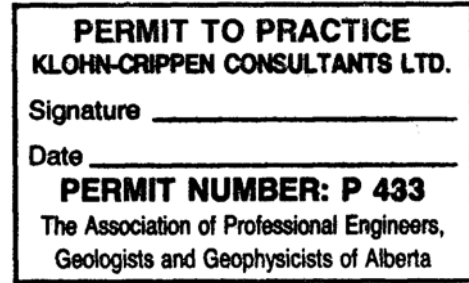 PERMIT TO PRACTICE
KLOHN-CRIPPEN CONSULTANTS LTD.
Signature
Date
PERMIT NUMBER: P 433
The Association of Professional Engineers,
Geologists and Geophysicists of Alberta